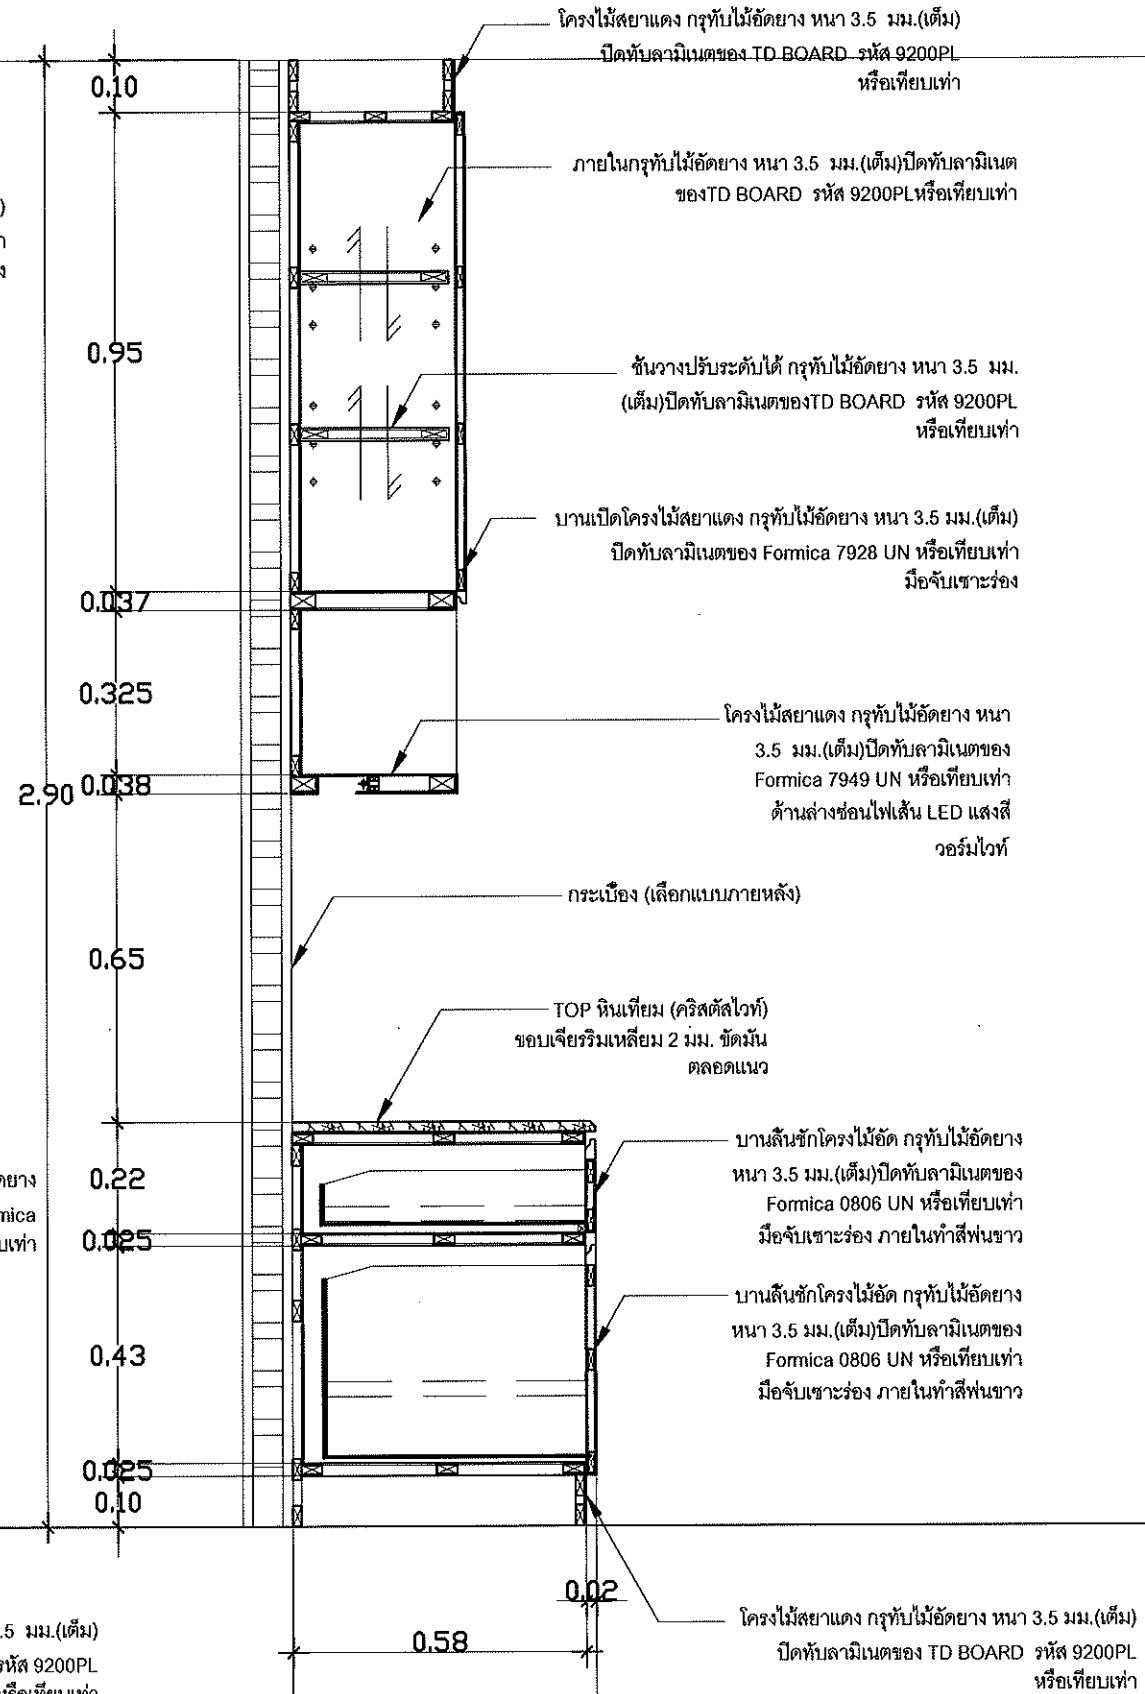 โครงไม้สยาแดง กรุทับไม้อัดยาง หนา 3.5 มม.(เต็ม)
ปิดทับลามิเนตของ TD BOARD รหัส 9200PL
หรือเทียบเท่า
0.10
ภายในกรุทับไม้อัดยาง หนา 3.5 มม.(เต็ม)ปิดทับลามิเนต
ของTD BOARD รหัส 9200PLหรือเทียบเท่า
0.95
ชั้นวางปรับระดับได้ กรุทับไม้อัดยาง หนา 3.5 มม.
(เต็ม)ปิดทับลามิเนตของTD BOARD รหัส 9200PL
หรือเทียบเท่า
บานเปิดโครงไม้สยาแดง กรุทับไม้อัดยาง หนา 3.5 มม.(เต็ม)
ปิดทับลามิเนตของ Formica 7928 UN หรือเทียบเท่า
มือจับเซาะร่อง
0.037
0.325
โครงไม้สยาแดง กรุทับไม้อัดยาง หนา
3.5 มม.(เต็ม)ปิดทับลามิเนตของ
Formica 7949 UN หรือเทียบเท่า
ด้านล่างซ่อนไฟเส้น LED แสงสี
วอร์มไวท์
2.90
0.038
กระเบื้อง (เลือกแบบภายหลัง)
0.65
TOP หินเทียม (คริสตัลไวท์)
ขอบเจียรริมเหลี่ยม 2 มม. ขัดมัน
ตลอดแนว
บานลิ้นชักโครงไม้อัด กรุทับไม้อัดยาง
หนา 3.5 มม.(เต็ม)ปิดทับลามิเนตของ
Formica 0806 UN หรือเทียบเท่า
มือจับเซาะร่อง ภายในทำสีพ่นขาว
0.22
0.025
บานลิ้นชักโครงไม้อัด กรุทับไม้อัดยาง
หนา 3.5 มม.(เต็ม)ปิดทับลามิเนตของ
Formica 0806 UN หรือเทียบเท่า
มือจับเซาะร่อง ภายในทำสีพ่นขาว
0.43
0.025
0.10
0.02
0.58
โครงไม้สยาแดง กรุทับไม้อัดยาง หนา 3.5 มม.(เต็ม)
ปิดทับลามิเนตของ TD BOARD รหัส 9200PL
หรือเทียบเท่า
.5 มม.(เต็ม)
รหัส 9200PL
หรือเทียบเท่า